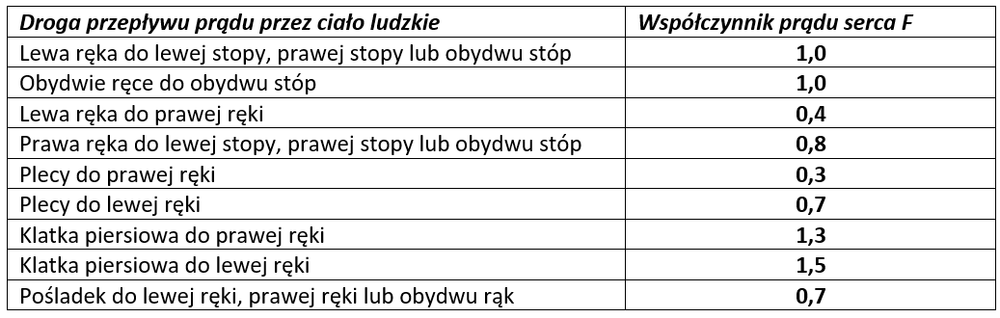 Droga przepływu prądu przez ciało ludzkie Współczynnik prądu serca F
Lewa ręka do lewej stopy, prawej stopy lub obydwu stóp 1,0
Obydwie ręce do obydwu stóp 1,0
Lewa ręka do prawej ręki 0,4
Prawa ręka do lewej stopy, prawej stopy lub obydwu stóp 0,8
Plecy do prawej ręki 0,3
Plecy do lewej ręki 0,7
Klatka piersiowa do prawej ręki 1,3
Klatka piersiowa do lewej ręki 1,5
Pośladek do lewej ręki, prawej ręki lub obydwu rąk 0,7